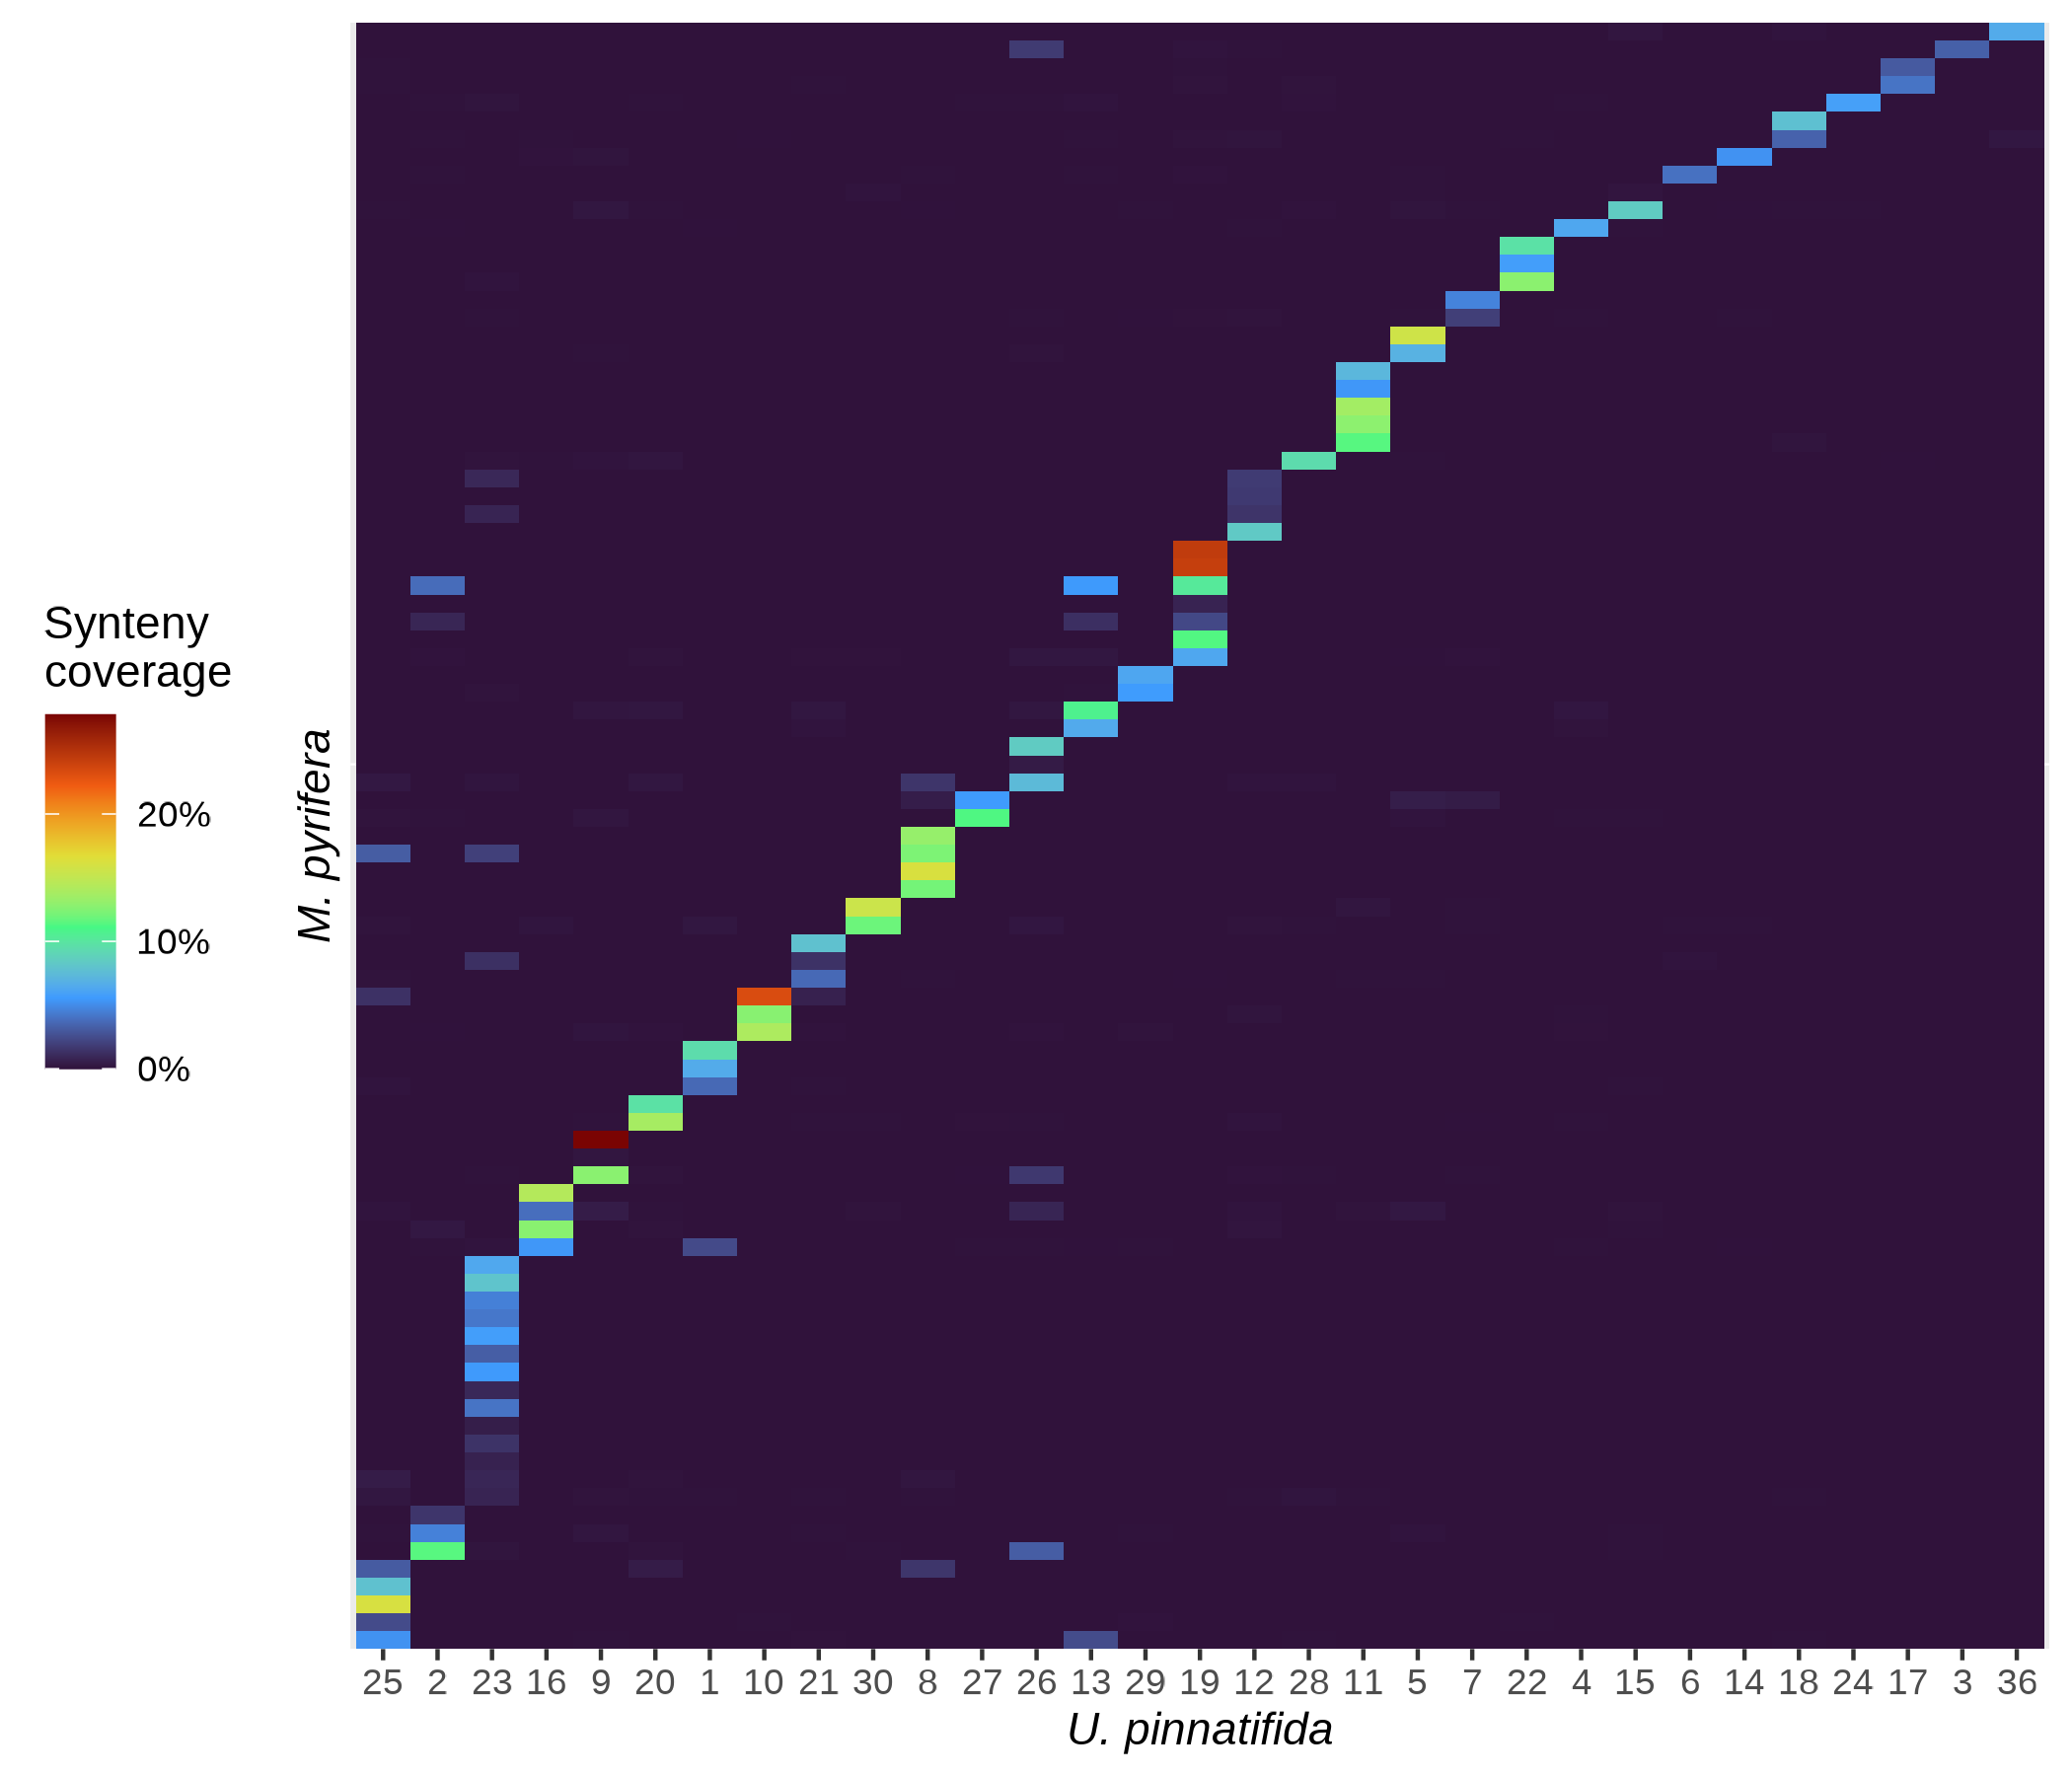 Synteny
coverage
20%
10%
0%
M. pyrifera
25 2 23 16 9 20 1 10 21 30 8 27 26 13 29 19 12 28 11 5 7 22 4 15 6 14 18 24 17 3 36
U. pinnatifida